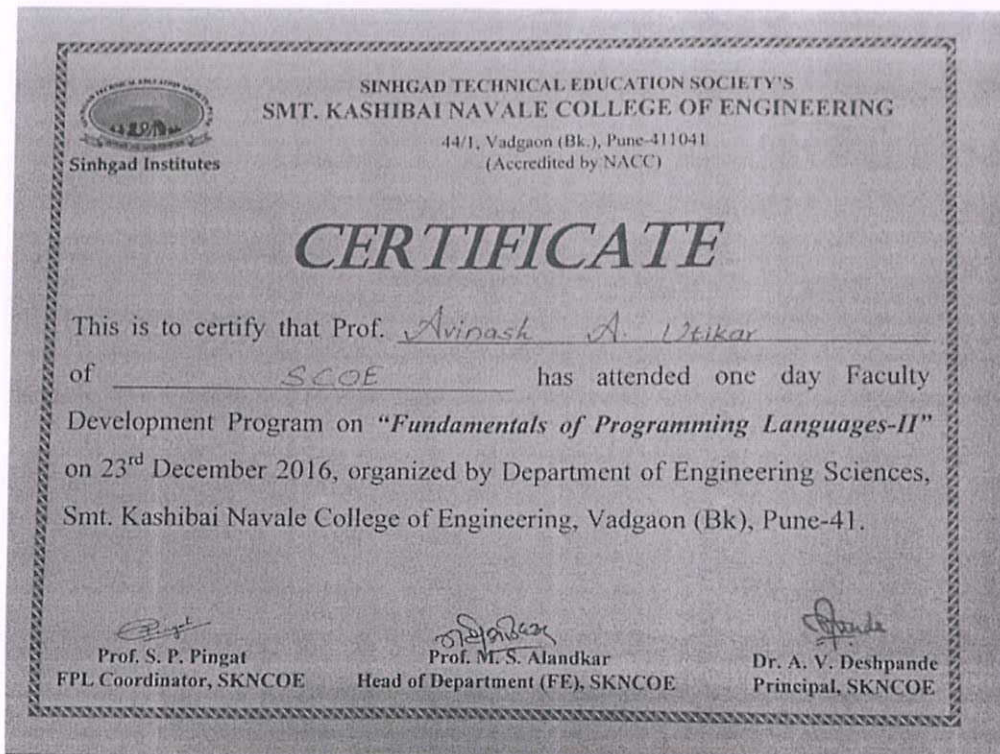 SINHGAD TECHNICAL EDUCATION SOCIETY'S
SMT. KASHIBAI NAVALE COLLEGE OF ENGINEERING
44/1, Vadgaon (Bk.), Pune-411041
(Accredited by NACC)
Sinhgad Institutes
CERTIFICATE
This is to certify that Prof. Avinash A. Utikar
of SCOE has attended one day Faculty
Development Program on "Fundamentals of Programming Languages-II"
on 23rd December 2016, organized by Department of Engineering Sciences,
Smt. Kashibai Navale College of Engineering, Vadgaon (Bk), Pune-41.
Prof. S. P. Pingat
FPL Coordinator, SKNCOE
Prof. M. S. Alandkar
Head of Department (FE), SKNCOE
Dr. A. V. Deshpande
Principal, SKNCOE